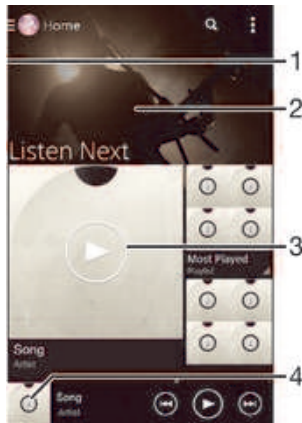 Home
1
2
Listen Next
3
Most Played
Playlist
Song
Artist
4
Song
Artist